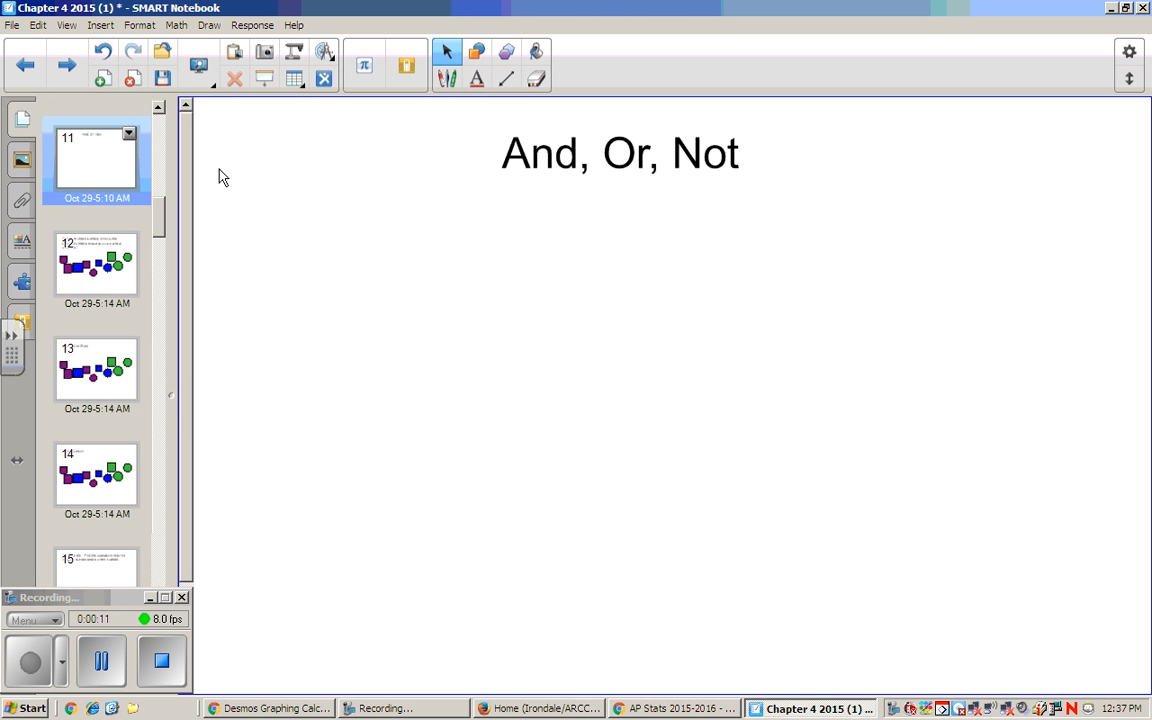 Chapter 4 2015 (1) * - SMART Notebook
File Edit View Insert Format Math Draw Response Help
And, Or, Not
11
Oct 29-5:10 AM
12
Oct 29-5:14 AM
13
Oct 29-5:14 AM
14
Oct 29-5:14 AM
15
Recording...
Menu 0:00:11 8.0 fps
Start Desmos Graphing Calc... Recording... Home (Irondale/ARCC... AP Stats 2015-2016 - ... Chapter 4 2015 (1) ... 12:37 PM